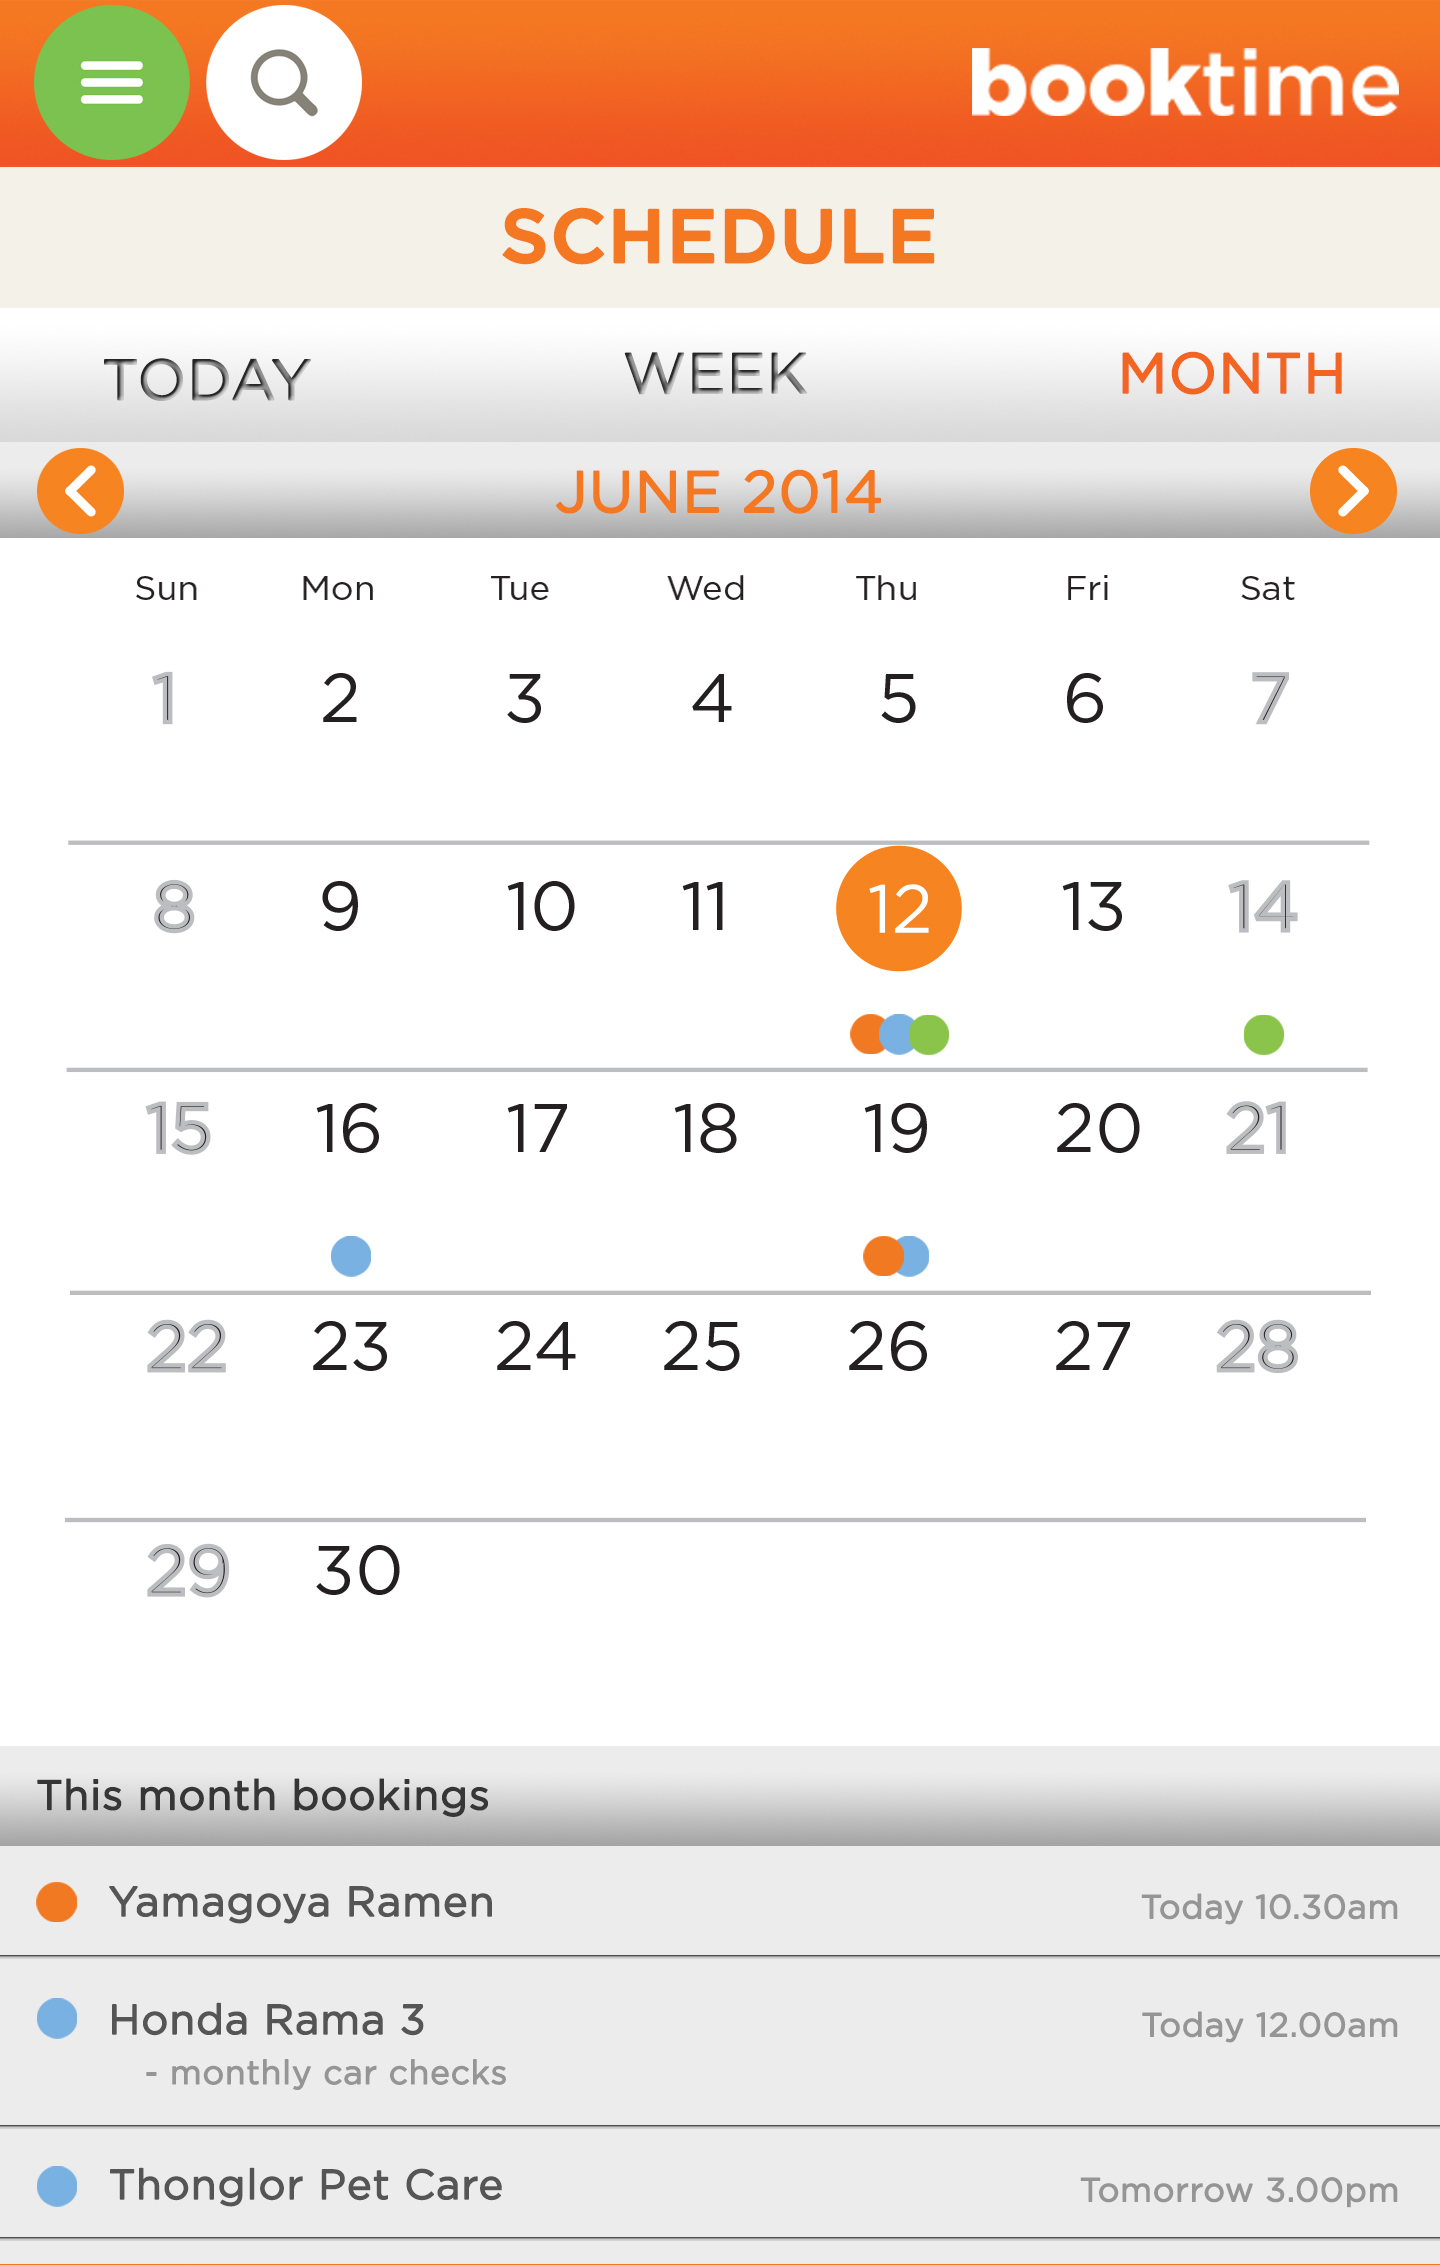 booktime
SCHEDULE
TODAY WEEK MONTH
JUNE 2014
Sun Mon Tue Wed Thu Fri Sat
1 2 3 4 5 6 7
8 9 10 11 12 13 14
15 16 17 18 19 20 21
22 23 24 25 26 27 28
29 30
This month bookings
Yamagoya Ramen Today 10.30am
Honda Rama 3 Today 12.00am
- monthly car checks
Thonglor Pet Care Tomorrow 3.00pm